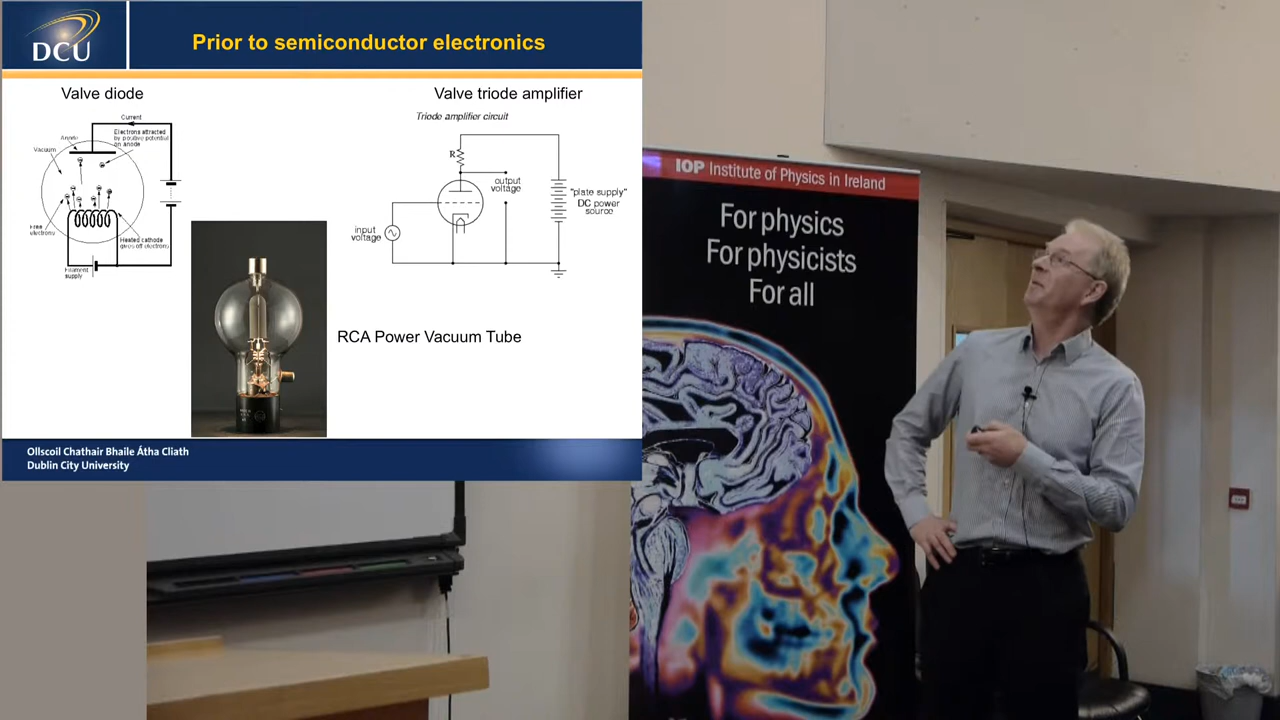 DCU
Prior to semiconductor electronics
Valve diode
Current
Electrons attracted
by positive potential
on anode
Anode
Vacuum
Free
electrons
Heated cathode
gives off electrons
Filament
supply
Valve triode amplifier
Triode amplifier circuit
R
output
voltage
"plate supply"
DC power
source
input
voltage
RCA Power Vacuum Tube
Ollscoil Chathair Bhaile Átha Cliath
Dublin City University
IOP Institute of Physics in Ireland
For physics
For physicists
For all